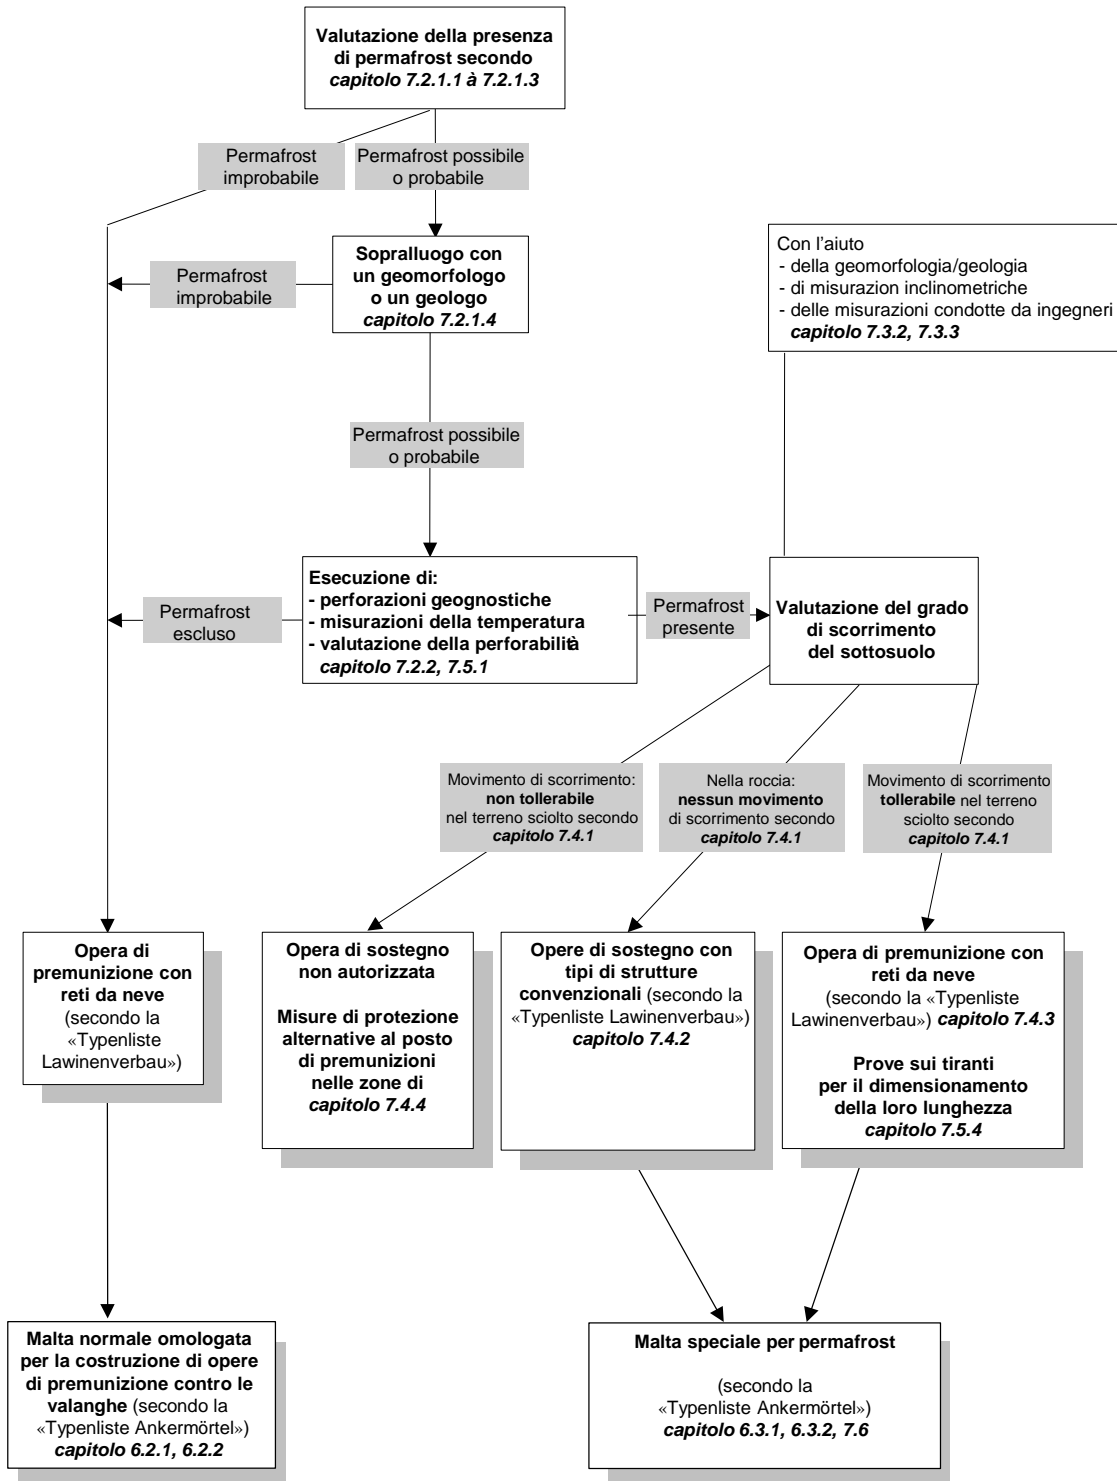 Valutazione della presenza
di permafrost secondo
capitolo 7.2.1.1 à 7.2.1.3
Permafrost
improbabile
Permafrost possibile
o probabile
Sopralluogo con
un geomorfologo
o un geologo
capitolo 7.2.1.4
Permafrost
improbabile
Con l'aiuto
- della geomorfologia/geologia
- di misurazion inclinometriche
- delle misurazioni condotte da ingegneri
capitolo 7.3.2, 7.3.3
Permafrost possibile
o probabile
Esecuzione di:
- perforazioni geognostiche
- misurazioni della temperatura
- valutazione della perforabilità
capitolo 7.2.2, 7.5.1
Permafrost
escluso
Permafrost
presente
Valutazione del grado
di scorrimento
del sottosuolo
Movimento di scorrimento:
non tollerabile
nel terreno sciolto secondo
capitolo 7.4.1
Nella roccia:
nessun movimento
di scorrimento secondo
capitolo 7.4.1
Movimento di scorrimento
tollerabile nel terreno
sciolto secondo
capitolo 7.4.1
Opera di
premunizione con
reti da neve
(secondo la
«Typenliste
Lawinenverbau»)
Opera di sostegno
non autorizzata
Misure di protezione
alternative al posto
di premunizioni
nelle zone di
capitolo 7.4.4
Opere di sostegno con
tipi di strutture
convenzionali (secondo la
«Typenliste Lawinenverbau»)
capitolo 7.4.2
Opera di premunizione con
reti da neve
(secondo la «Typenliste
Lawinenverbau») capitolo 7.4.3
Prove sui tiranti
per il dimensionamento
della loro lunghezza
capitolo 7.5.4
Malta normale omologata
per la costruzione di opere
di premunizione contro le
valanghe (secondo la
«Typenliste Ankermörtel»)
capitolo 6.2.1, 6.2.2
Malta speciale per permafrost
(secondo la
«Typenliste Ankermörtel»)
capitolo 6.3.1, 6.3.2, 7.6